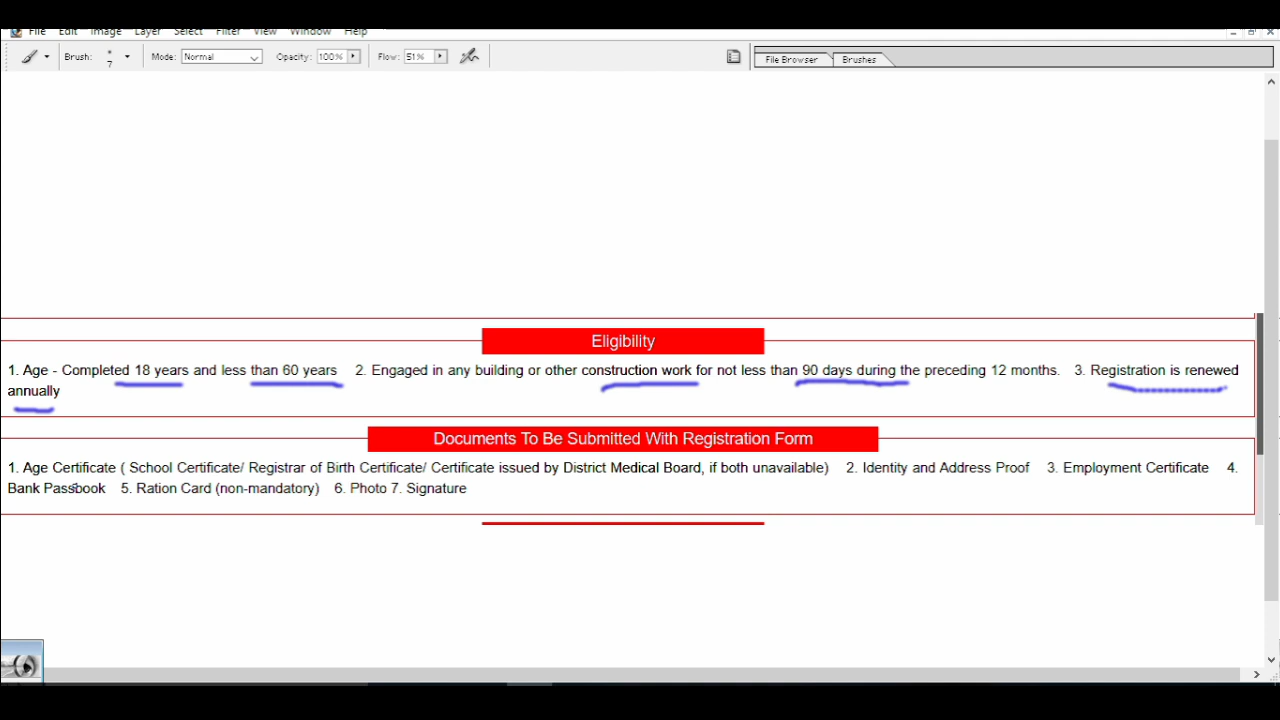 File Edit Image Layer Select Filter View Window Help
Brush: 7 Mode: Normal Opacity: 100% Flow: 51% File Browser Brushes
Eligibility
1. Age - Completed 18 years and less than 60 years 2. Engaged in any building or other construction work for not less than 90 days during the preceding 12 months. 3. Registration is renewed
annually
Documents To Be Submitted With Registration Form
1. Age Certificate ( School Certificate/ Registrar of Birth Certificate/ Certificate issued by District Medical Board, if both unavailable) 2. Identity and Address Proof 3. Employment Certificate 4.
Bank Passbook 5. Ration Card (non-mandatory) 6. Photo 7. Signature